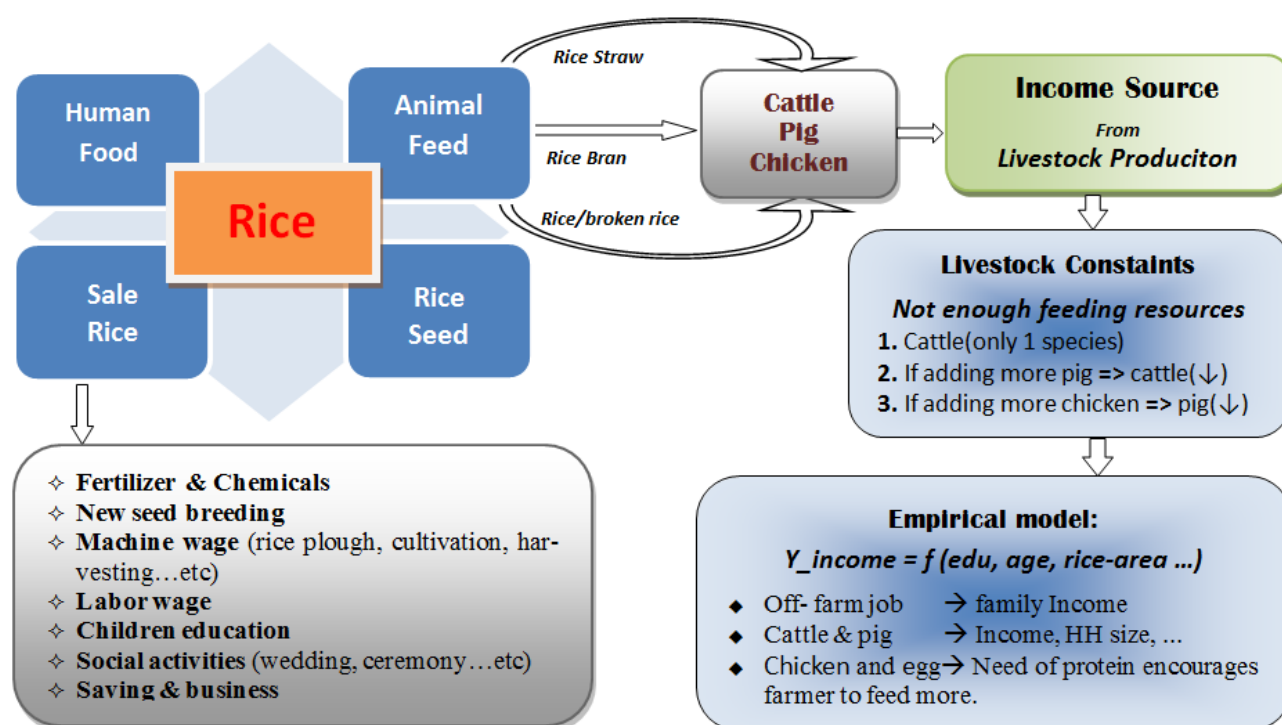 Human
Food
Animal
Feed
Rice
Sale
Rice
Rice
Seed
Rice Straw
Rice Bran
Rice/broken rice
Cattle
Pig
Chicken
Income Source
From
Livestock Produciton
Livestock Constaints
Not enough feeding resources
1. Cattle(only 1 species)
2. If adding more pig => cattle(↓)
3. If adding more chicken => pig(↓)
✧ Fertilizer & Chemicals
✧ New seed breeding
✧ Machine wage (rice plough, cultivation, har-
vesting…etc)
✧ Labor wage
✧ Children education
✧ Social activities (wedding, ceremony…etc)
✧ Saving & business
Empirical model:
Y_income = f (edu, age, rice-area …)
◆ Off- farm job → family Income
◆ Cattle & pig → Income, HH size, …
◆ Chicken and egg→ Need of protein encourages
farmer to feed more.